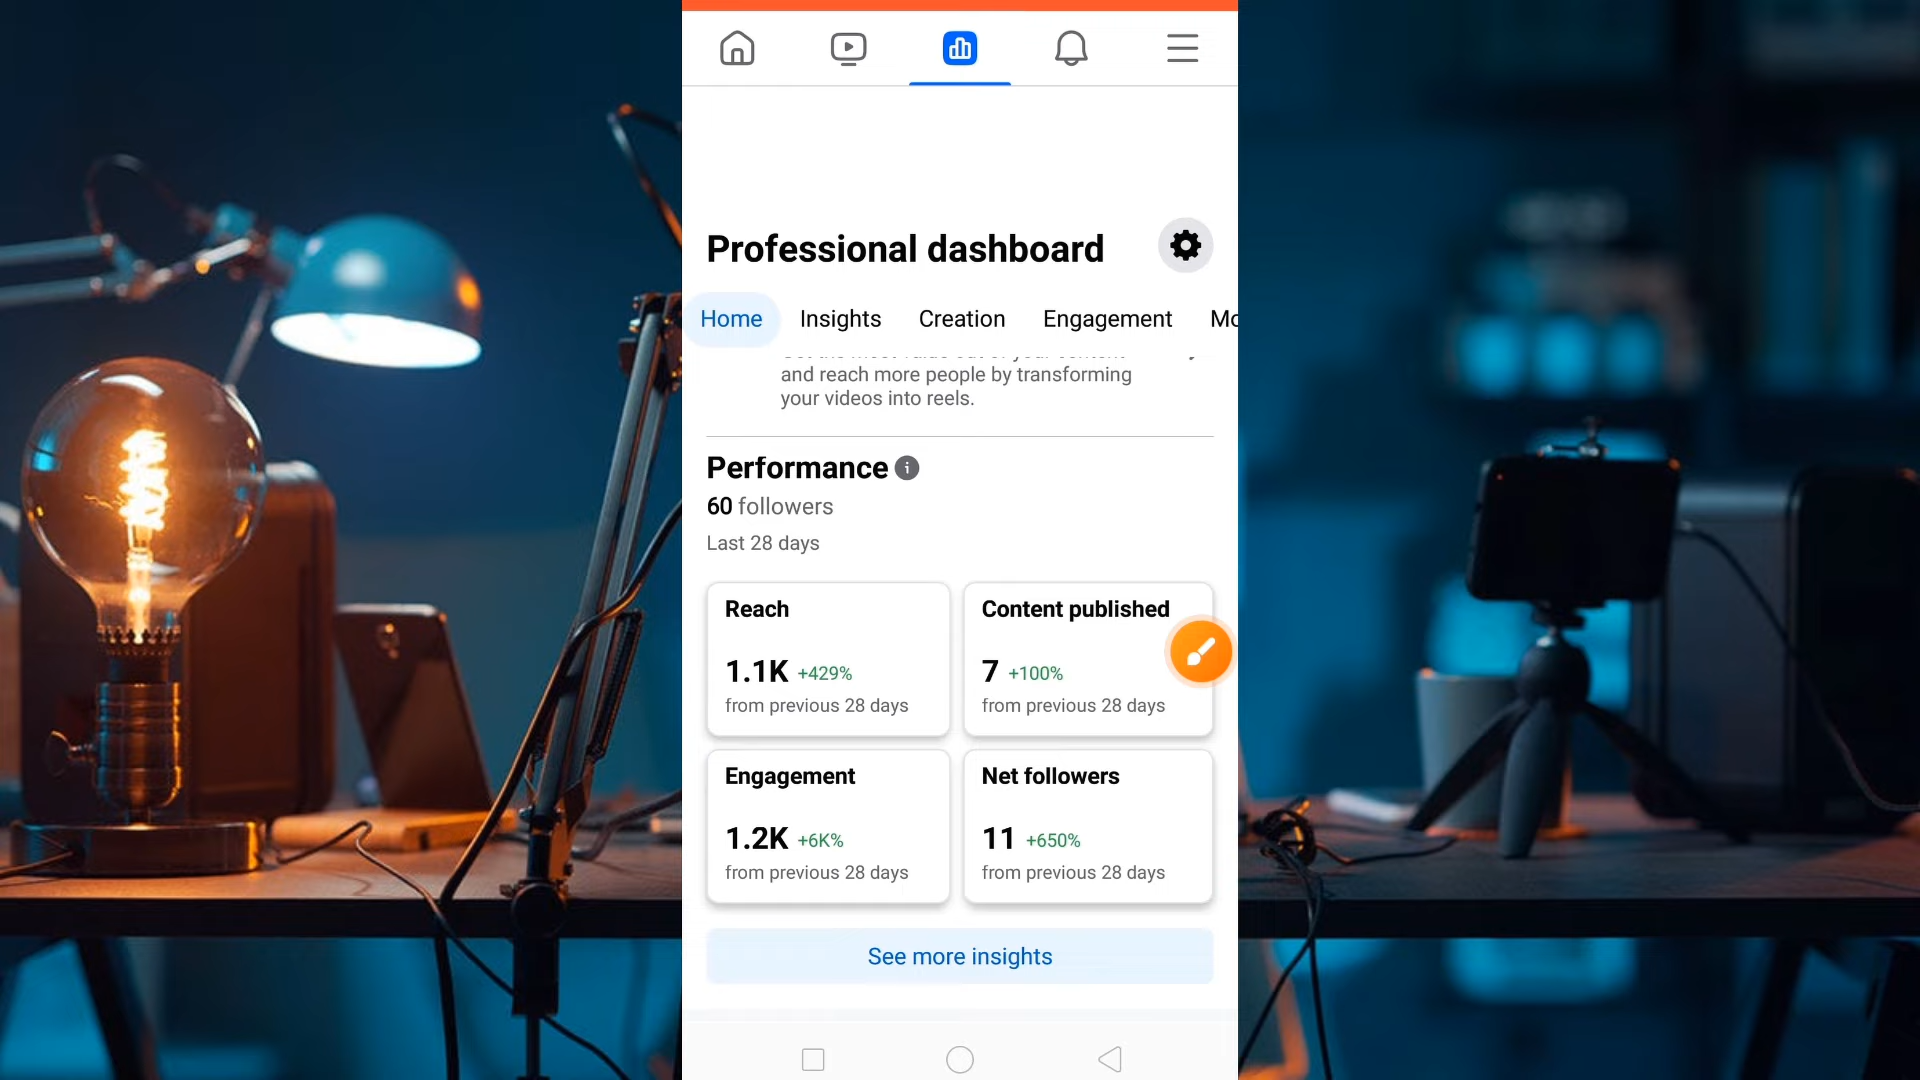 Professional dashboard
Home Insights Creation Engagement
and reach more people by transforming
your videos into reels.
Performance
60 followers
Last 28 days
Reach
1.1K +429%
from previous 28 days
Content published
7 +100%
from previous 28 days
Engagement
1.2K +6K%
from previous 28 days
Net followers
11 +650%
from previous 28 days
See more insights